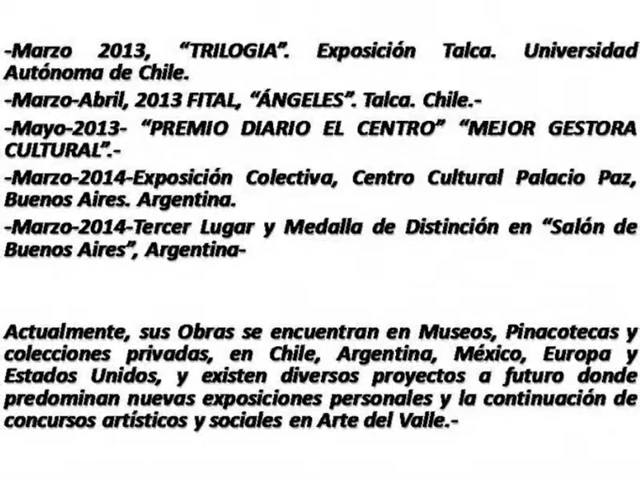 -Marzo 2013, “TRILOGIA”. Exposición Talca. Universidad
Autónoma de Chile.
-Marzo-Abril, 2013 FITAL, “ÁNGELES”. Talca. Chile.-
-Mayo-2013- “PREMIO DIARIO EL CENTRO” “MEJOR GESTORA
CULTURAL”.-
-Marzo-2014-Exposición Colectiva, Centro Cultural Palacio Paz,
Buenos Aires. Argentina.
-Marzo-2014-Tercer Lugar y Medalla de Distinción en “Salón de
Buenos Aires”, Argentina-
Actualmente, sus Obras se encuentran en Museos, Pinacotecas y
colecciones privadas, en Chile, Argentina, México, Europa y
Estados Unidos, y existen diversos proyectos a futuro donde
predominan nuevas exposiciones personales y la continuación de
concursos artísticos y sociales en Arte del Valle.-